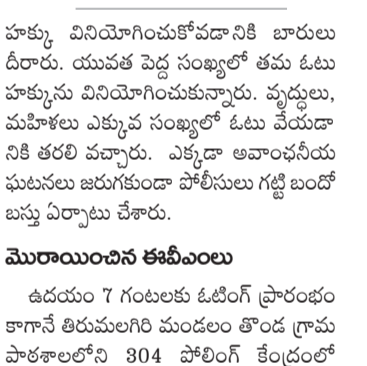 హక్కు వినియోగించుకోవడానికి బారులు
దీరారు. యువత పెద్ద సంఖ్యలో తమ ఓటు
హక్కును వినియోగించుకున్నారు. వృద్ధులు,
మహిళలు ఎక్కువ సంఖ్యలో ఓటు వేయడా
నికి తరలి వచ్చారు. ఎక్కడా అవాంఛనీయ
ఘటనలు జరుగకుండా పోలీసులు గట్టి బందో
బస్తు ఏర్పాటు చేశారు.
మొరాయించిన ఈవీఎంలు
ఉదయం 7 గంటలకు ఓటింగ్ ప్రారంభం
కాగానే తిరుమలగిరి మండలం తొండ గ్రామ
పాఠశాలలోని 304 పోలింగ్ కేంద్రంలో